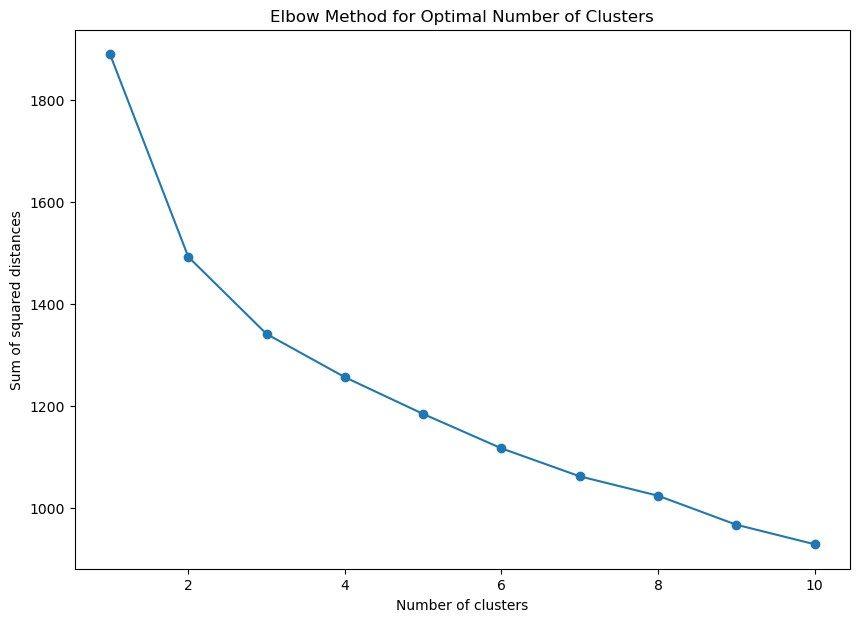 Elbow Method for Optimal Number of Clusters
Sum of squared distances
1800
1600
1400
1200
1000
2 4 6 8 10
Number of clusters